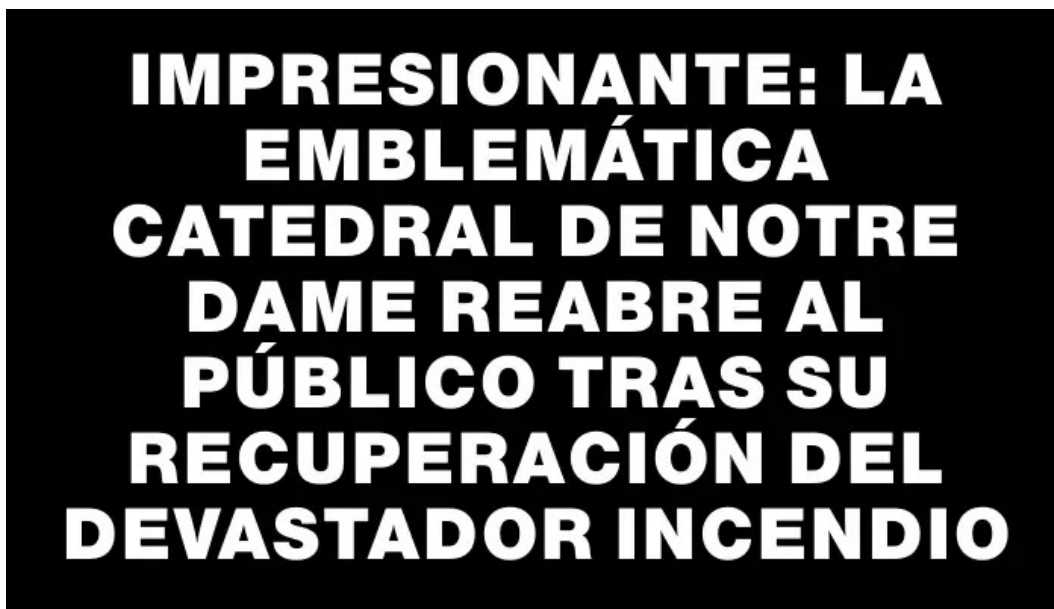 IMPRESIONANTE: LA
EMBLEMÁTICA
CATEDRAL DE NOTRE
DAME REABRE AL
PÚBLICO TRAS SU
RECUPERACIÓN DEL
DEVASTADOR INCENDIO